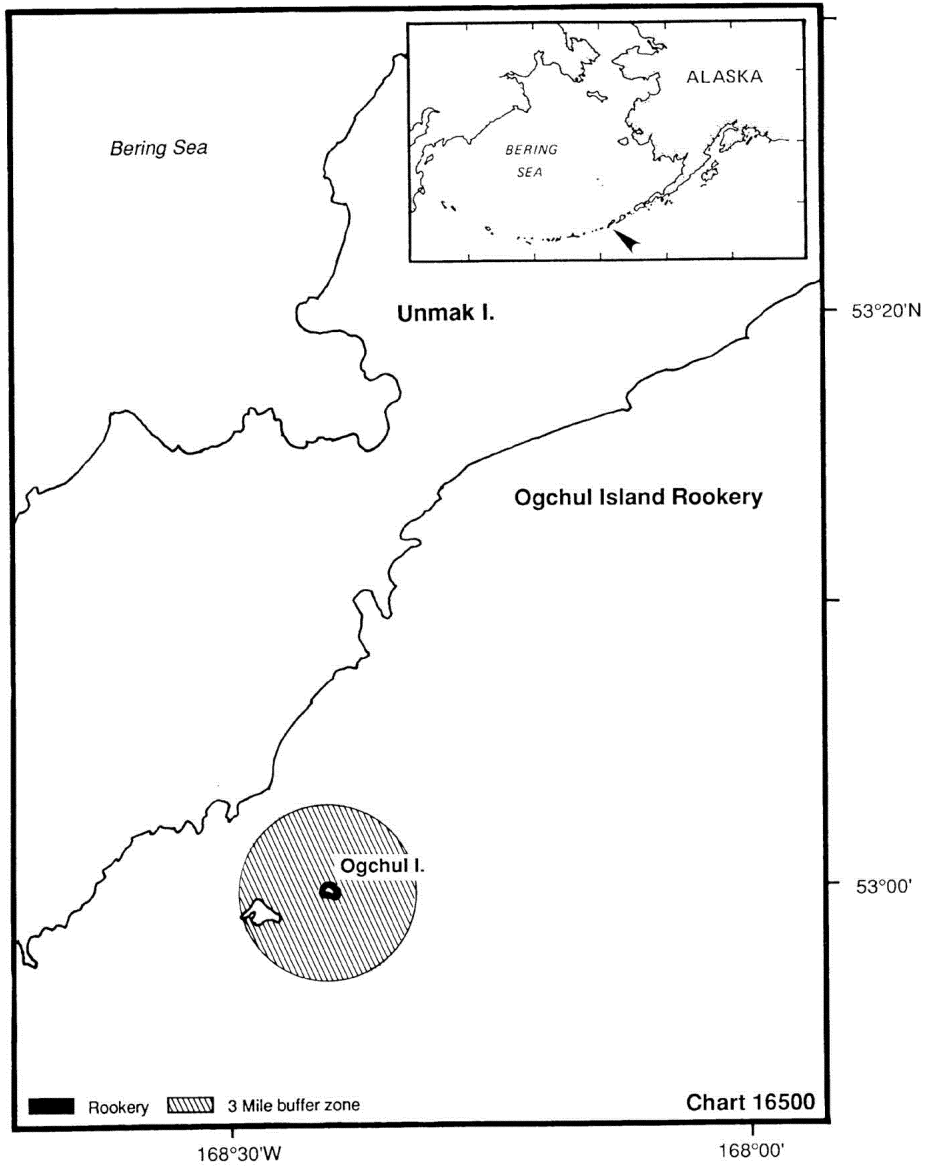 Bering Sea
ALASKA
BERING
SEA
Unmak I.
53°20'N
Ogchul Island Rookery
Ogchul I.
53°00'
Rookery
3 Mile buffer zone
Chart 16500
168°30'W
168°00'